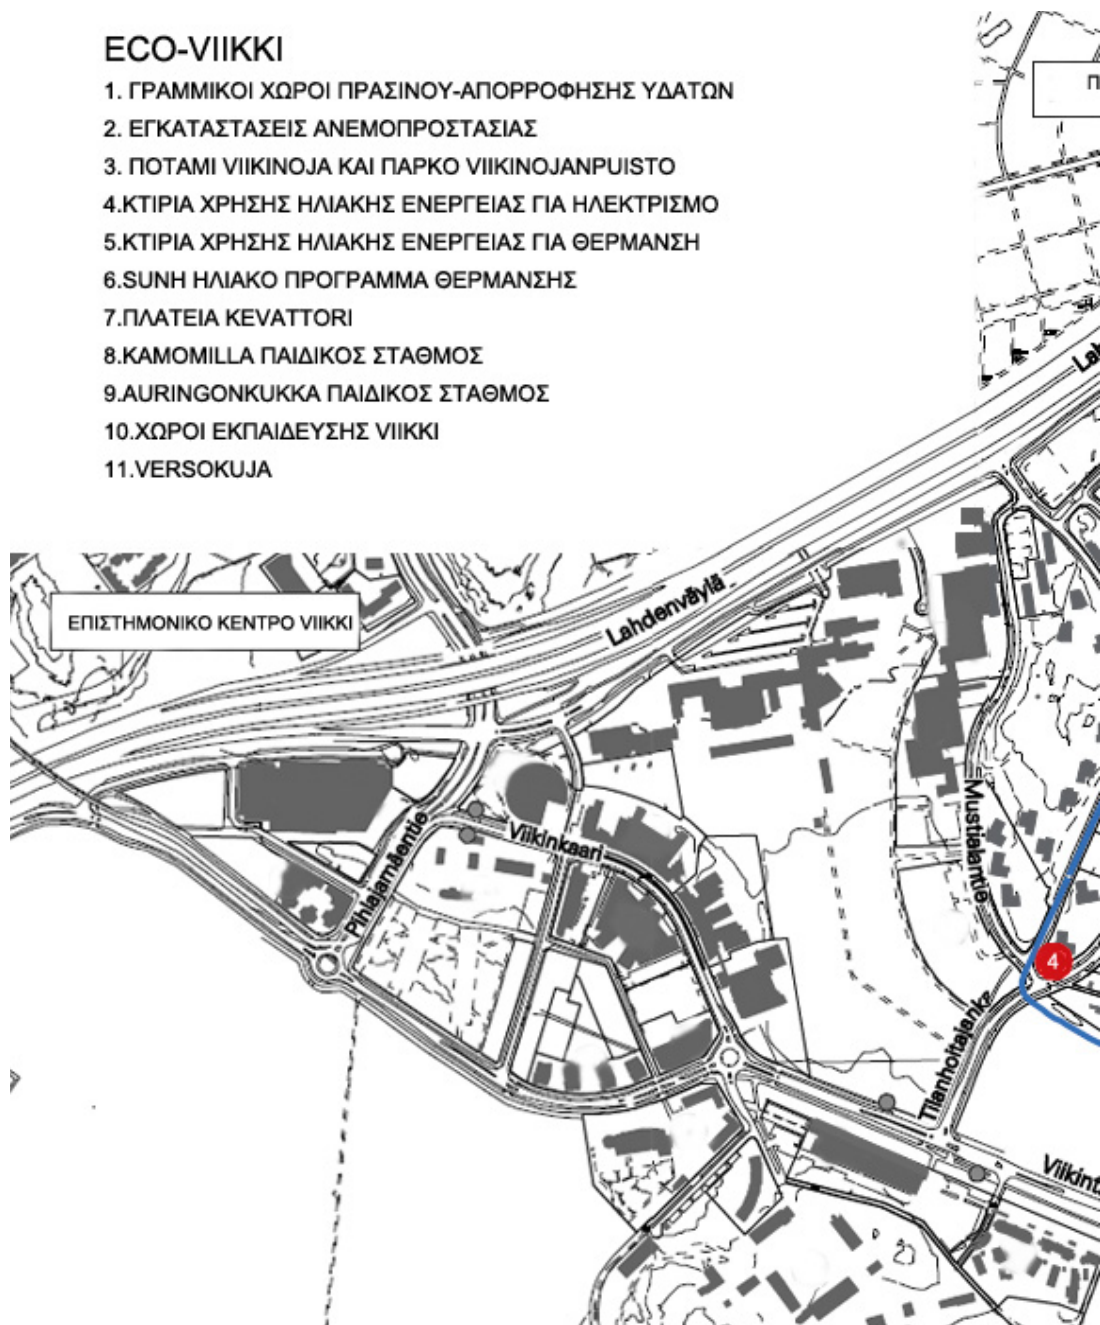 ECO-VIIKKI
1. ΓΡΑΜΜΙΚΟΙ ΧΩΡΟΙ ΠΡΑΣΙΝΟΥ-ΑΠΟΡΡΟΦΗΣΗΣ ΥΔΑΤΩΝ
2. ΕΓΚΑΤΑΣΤΑΣΕΙΣ ΑΝΕΜΟΠΡΟΣΤΑΣΙΑΣ
3. ΠΟΤΑΜΙ VIIKINOJA ΚΑΙ ΠΑΡΚΟ VIIKINOJANPUISTO
4.ΚΤΙΡΙΑ ΧΡΗΣΗΣ ΗΛΙΑΚΗΣ ΕΝΕΡΓΕΙΑΣ ΓΙΑ ΗΛΕΚΤΡΙΣΜΟ
5.ΚΤΙΡΙΑ ΧΡΗΣΗΣ ΗΛΙΑΚΗΣ ΕΝΕΡΓΕΙΑΣ ΓΙΑ ΘΕΡΜΑΝΣΗ
6.SUNH ΗΛΙΑΚΟ ΠΡΟΓΡΑΜΜΑ ΘΕΡΜΑΝΣΗΣ
7.ΠΛΑΤΕΙΑ KEVATTORI
8.KAMOMILLA ΠΑΙΔΙΚΟΣ ΣΤΑΘΜΟΣ
9.AURINGONKUKKA ΠΑΙΔΙΚΟΣ ΣΤΑΘΜΟΣ
10.ΧΩΡΟΙ ΕΚΠΑΙΔΕΥΣΗΣ VIIKKI
11.VERSOKUJA
Π
Lah
ΕΠΙΣΤΗΜΟΝΙΚΟ ΚΕΝΤΡΟ VIIKKI
Lahdenväylä
Mustialantie
Viikinkaari
Pihlajamäentie
4
Tilanhoitajank
Viikint